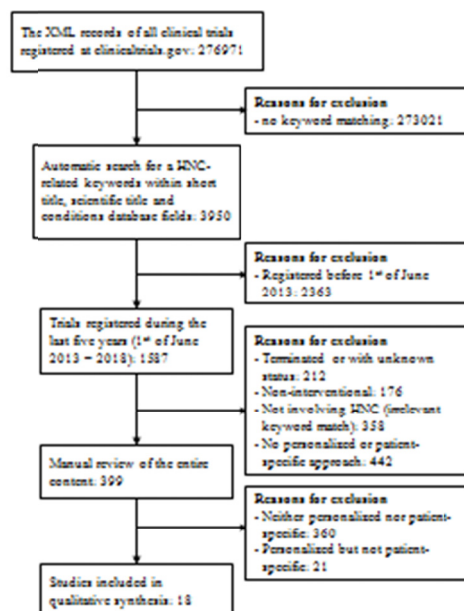 The XML records of all clinical trials
registered at clinicaltrials.gov: 276971
Reasons for exclusion
- no keyword matching: 273021
Automatic search for a HNC-
related keywords within short
title, scientific title and
conditions database fields: 3950
Reasons for exclusion
- Registered before 1st of June
2013: 2363
Trials registered during the
last five years (1st of June
2013 – 2018): 1587
Reasons for exclusion
- Terminated or with unknown
status: 212
- Non-interventional: 176
- Not involving HNC (irrelevant
keyword match): 358
- No personalized or patient-
specific approach: 442
Manual review of the entire
content: 399
Reasons for exclusion
- Neither personalized nor patient-
specific: 360
- Personalized but not patient-
specific: 21
Studies included in
qualitative synthesis: 18